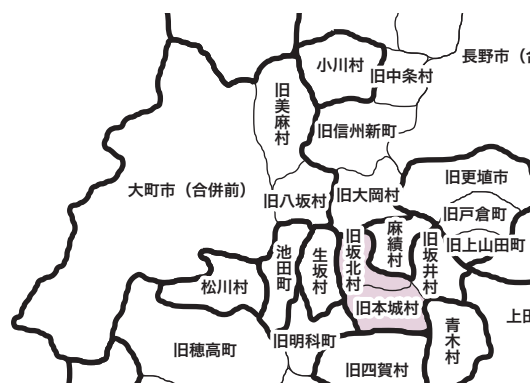 長野市（合
小川村
旧中条村
旧美麻村
旧信州新町
旧更埴市
大町市（合併前）
旧八坂村
旧大岡村
旧戸倉町
麻績村
旧上山田町
旧坂北村
旧坂井村
池田町
生坂村
松川村
旧本城村
上田
青木村
旧明科町
旧穂高町
旧四賀村